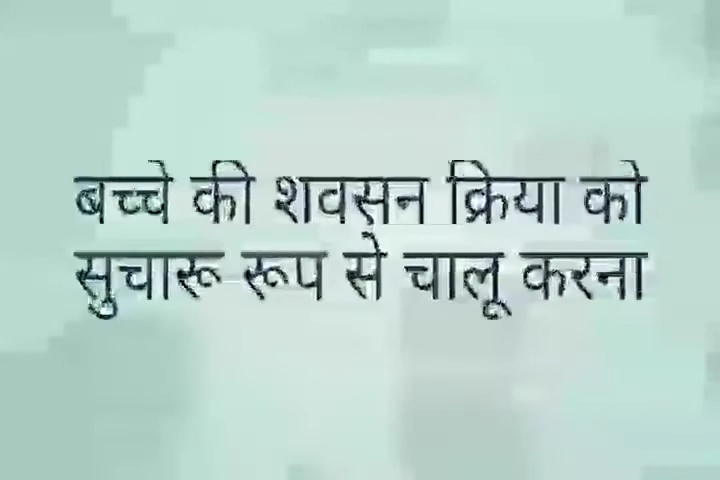 बच्चे की शवसन क्रिया को
सुचारू रूप से चालू करना